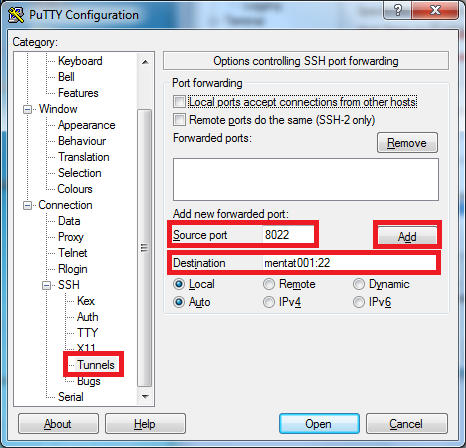 PuTTY Configuration
Category:
Keyboard
Bell
Features
Window
Appearance
Behaviour
Translation
Selection
Colours
Connection
Data
Proxy
Telnet
Rlogin
SSH
Kex
Auth
TTY
X11
Tunnels
Bugs
Serial
Options controlling SSH port forwarding
Port forwarding
Local ports accept connections from other hosts
Remote ports do the same (SSH-2 only)
Forwarded ports:
Remove
Add new forwarded port:
Source port 8022 Add
Destination mentat001:22
Local Remote Dynamic
Auto IPv4 IPv6
About Help Open Cancel